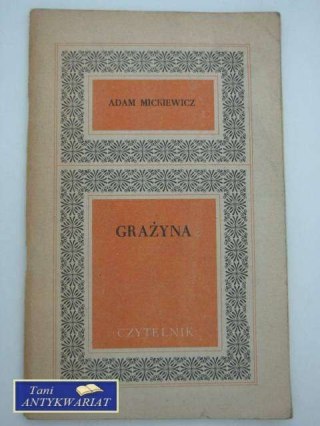 ADAM MICKIEWICZ
GRAŻYNA
CZYTELNIK
Tani
ANTYKWARIAT